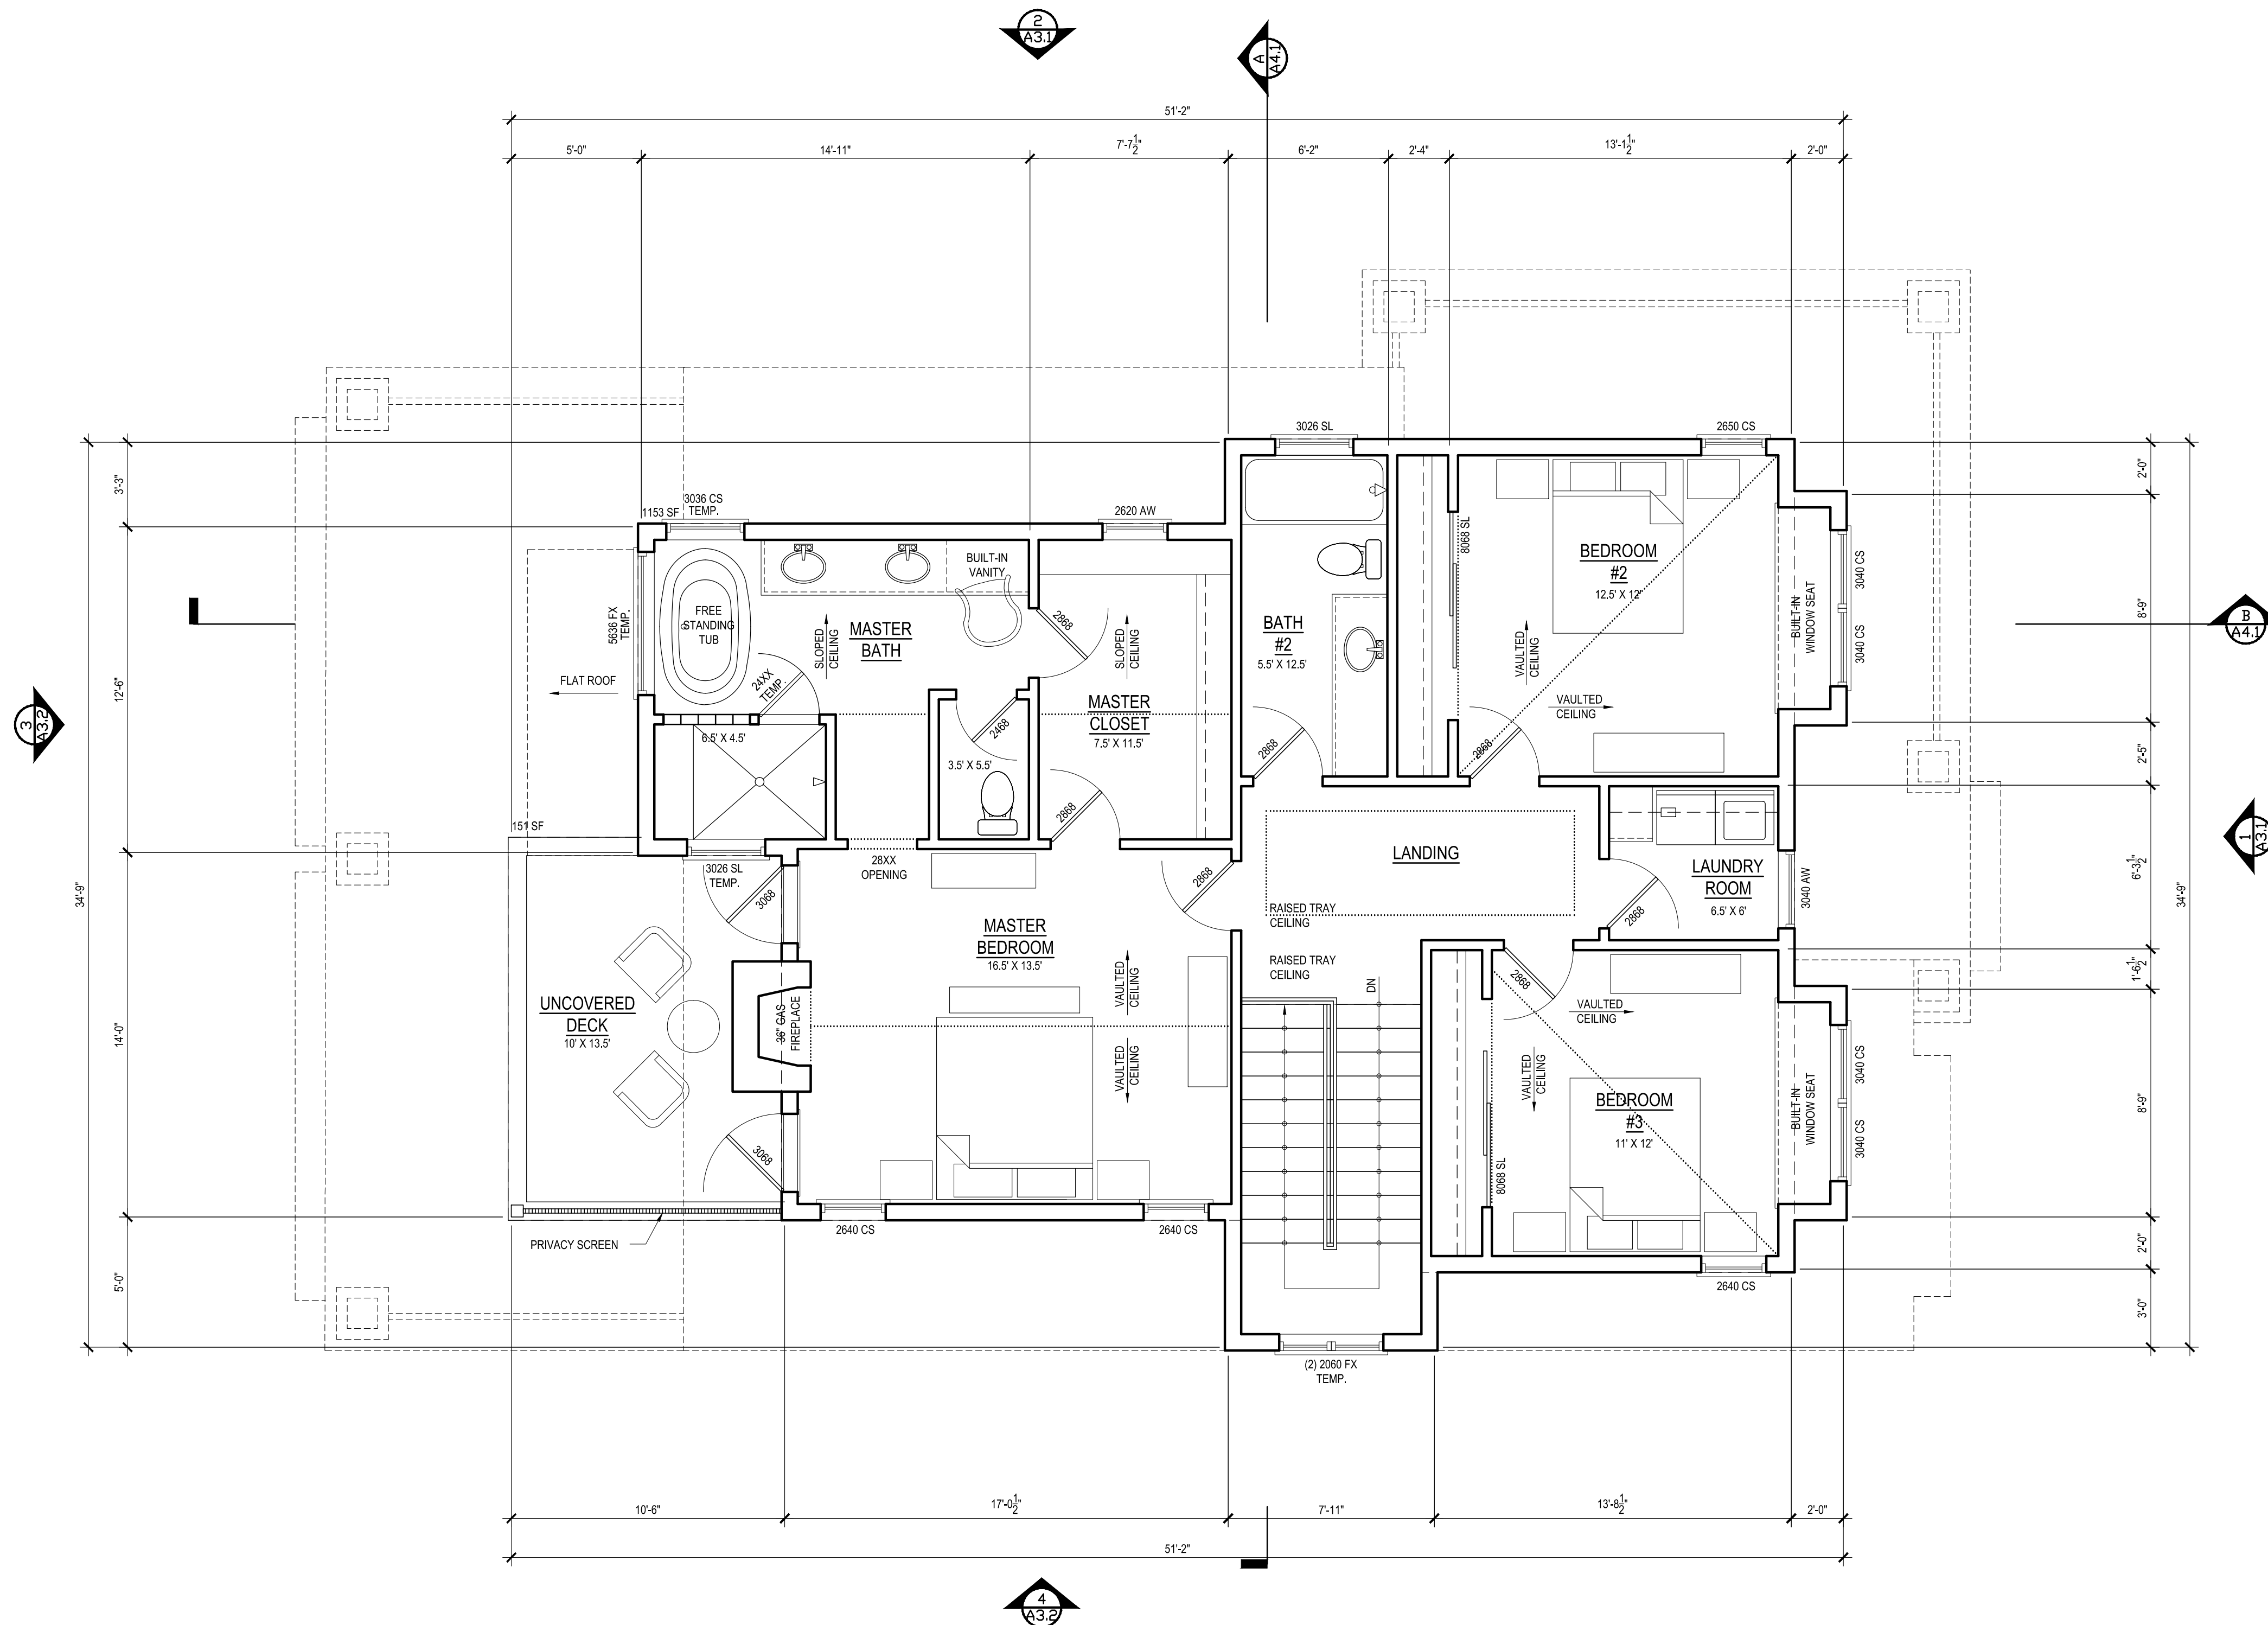 2
A3.1
A
A4.1
51'-2"
5'-0"
14'-11"
7'-7 1/2"
6'-2"
2'-4"
13'-1 1/2"
2'-0"
3026 SL
2650 CS
3'-3"
12'-6"
14'-0"
5'-0"
34'-9"
1153 SF
3036 CS
TEMP.
2620 AW
5636 FX
TEMP.
FREE
STANDING
TUB
BUILT-IN
VANITY
SLOPED
CEILING
MASTER
BATH
2868
SLOPED
CEILING
MASTER
CLOSET
7.5' X 11.5'
24XX
TEMP.
6.5' X 4.5'
2468
3.5' X 5.5'
2868
FLAT ROOF
BATH
#2
5.5' X 12.5'
2868
8068 SL
BEDROOM
#2
12.5' X 12'
VAULTED
CEILING
VAULTED
CEILING
2868
BUILT-IN
WINDOW SEAT
3040 CS
3040 CS
2'-0"
8'-9"
2'-5"
6'-3 1/2"
1'-6 1/2"
8'-9"
2'-0"
3'-0"
34'-9"
B
A4.1
3
A3.2
1
A3.1
151 SF
3026 SL
TEMP.
3068
28XX
OPENING
2868
LANDING
RAISED TRAY
CEILING
RAISED TRAY
CEILING
DN
LAUNDRY
ROOM
6.5' X 6'
2868
3040 AW
MASTER
BEDROOM
16.5' X 13.5'
VAULTED
CEILING
VAULTED
CEILING
36" GAS
FIREPLACE
UNCOVERED
DECK
10' X 13.5'
3068
PRIVACY SCREEN
2640 CS
2640 CS
2868
VAULTED
CEILING
VAULTED
CEILING
BEDROOM
#3
11' X 12'
8068 SL
BUILT-IN
WINDOW SEAT
3040 CS
3040 CS
2640 CS
(2) 2060 FX
TEMP.
10'-6"
17'-0 1/2"
7'-11"
13'-8 1/2"
2'-0"
51'-2"
4
A3.2